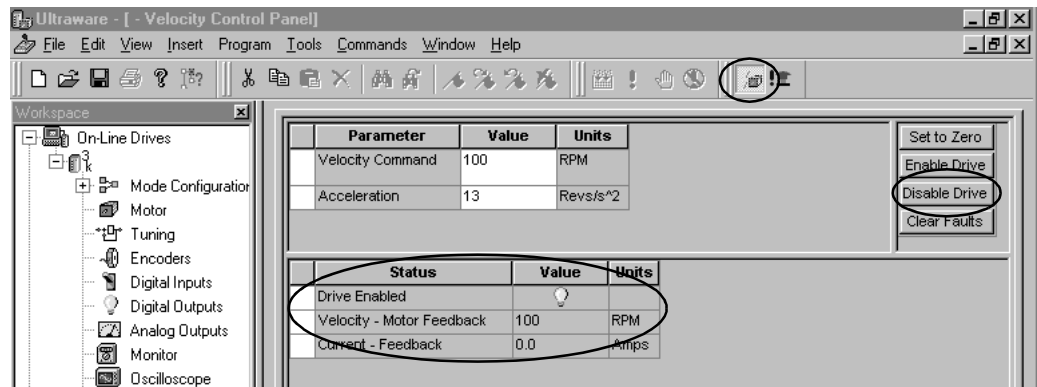 Ultraware - [ - Velocity Control Panel]
File Edit View Insert Program Tools Commands Window Help
Workspace
On-Line Drives
3
k
Mode Configuration
Motor
Tuning
Encoders
Digital Inputs
Digital Outputs
Analog Outputs
Monitor
Oscilloscope
Parameter Value Units
Velocity Command 100 RPM
Acceleration 13 Revs/s^2
Set to Zero
Enable Drive
Disable Drive
Clear Faults
Status Value Units
Drive Enabled
Velocity - Motor Feedback 100 RPM
Current - Feedback 0.0 Amps